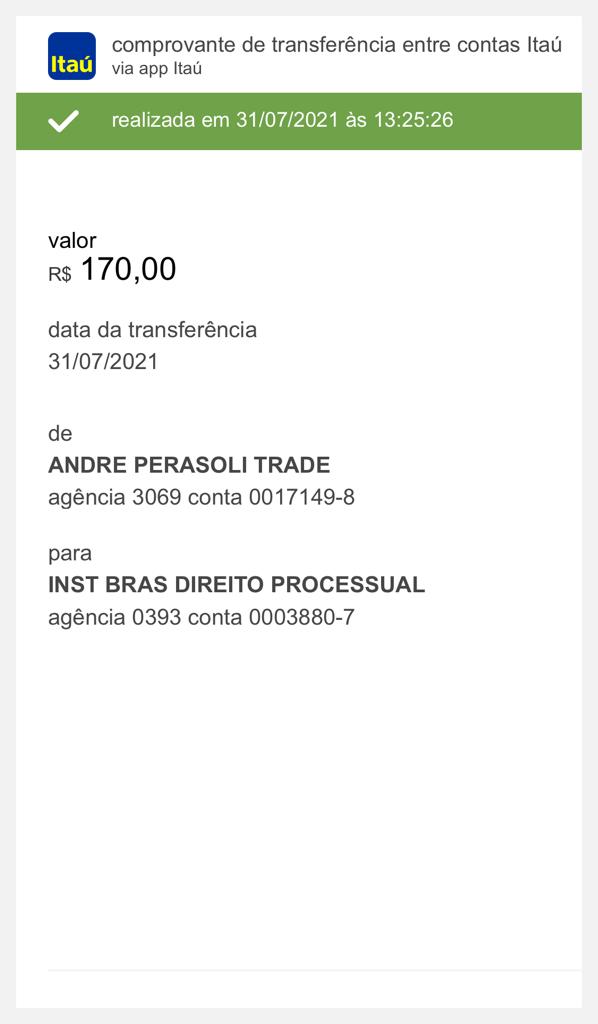 Itaú
comprovante de transferência entre contas Itaú
via app Itaú
realizada em 31/07/2021 às 13:25:26
valor
R$ 170,00
data da transferência
31/07/2021
de
ANDRE PERASOLI TRADE
agência 3069 conta 0017149-8
para
INST BRAS DIREITO PROCESSUAL
agência 0393 conta 0003880-7